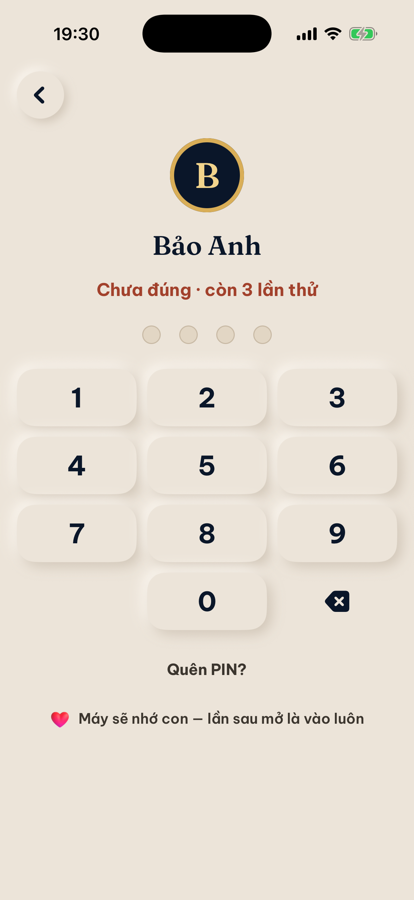 19:30
B
Bảo Anh
Chưa đúng · còn 3 lần thử
1 2 3
4 5 6
7 8 9
0
Quên PIN?
Máy sẽ nhớ con — lần sau mở là vào luôn